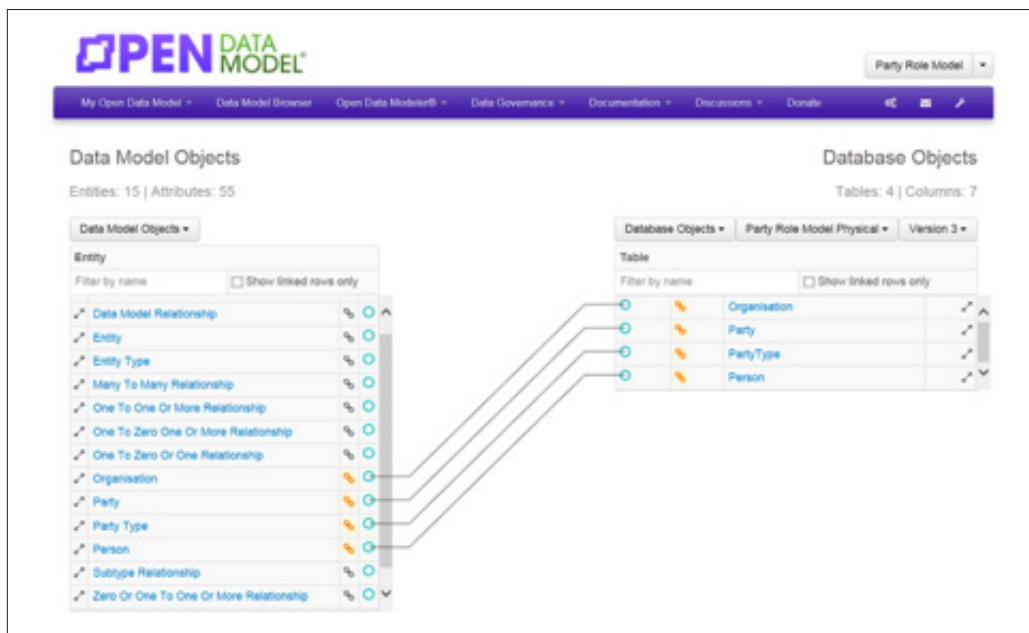 OPEN DATA MODEL®
Party Role Model
My Open Data Model Data Model Browser Open Data Modeler® Data Governance Documentation Discussions Donate
Data Model Objects Database Objects
Entities: 15 | Attributes: 55 Tables: 4 | Columns: 7
Data Model Objects Database Objects Party Role Model Physical Version 3
Entity Table
Filter by name Show linked rows only Filter by name Show linked rows only
Data Model Relationship Organisation
Entity Party
Entity Type PartyType
Many To Many Relationship Person
One To One Or More Relationship
One To Zero One Or More Relationship
One To Zero Or One Relationship
Organisation
Party
Party Type
Person
Subtype Relationship
Zero Or One To One Or More Relationship